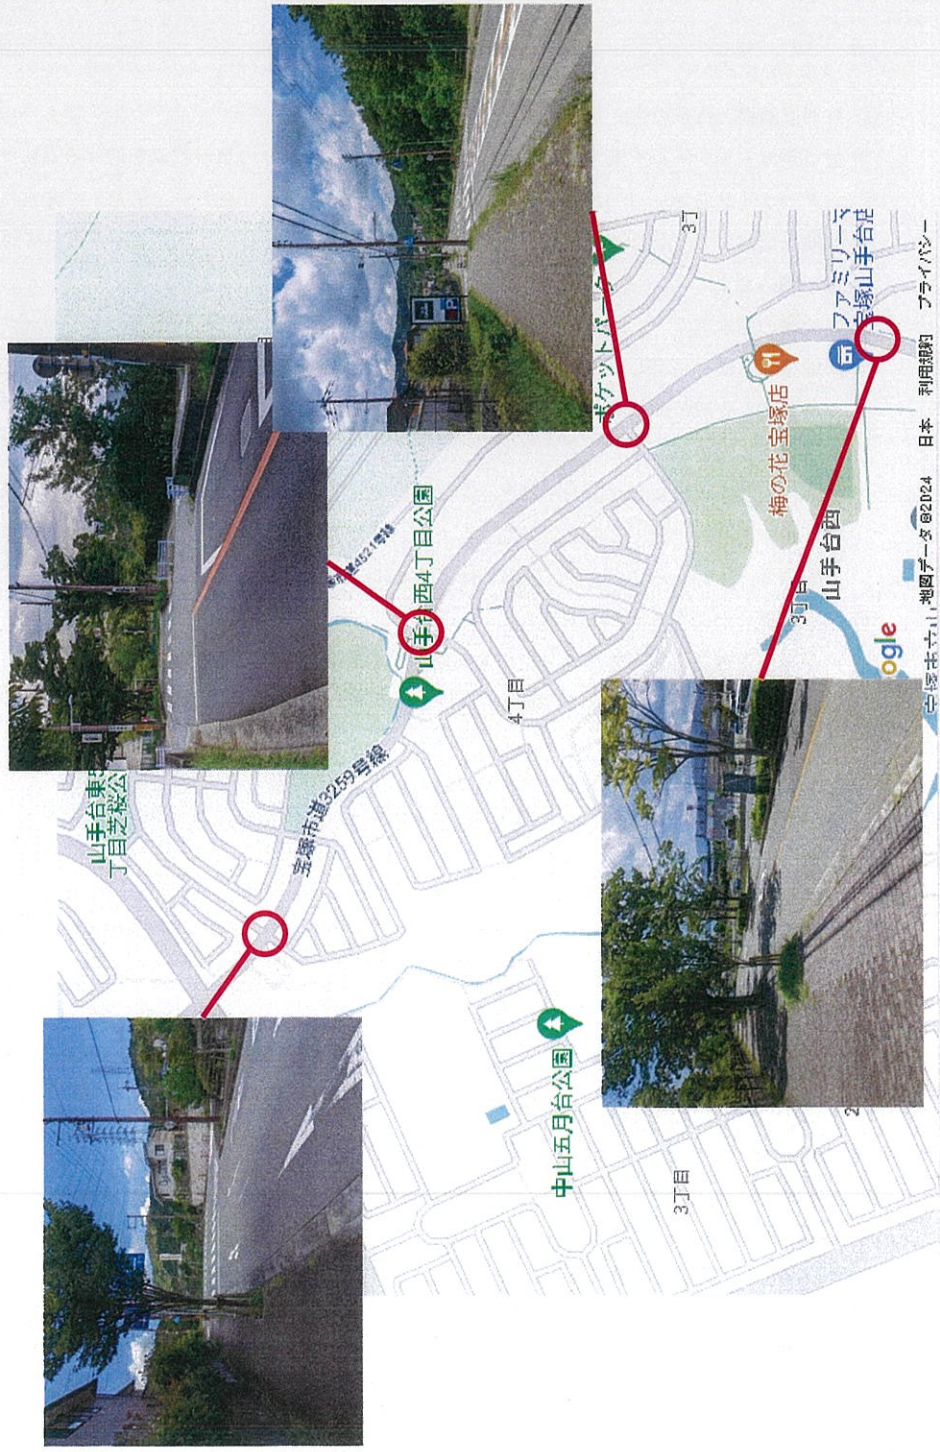 山手台東5
丁目芝桜公
宝塚市道3259号線
山手台西4丁目公園
4丁目
ポケットパーク
3丁
梅の花 宝塚店
ファミリーマ
宝塚山手台店
3丁目
山手台西
中山五月台公園
3丁目
2
ogle
地図データ ©2024
日本
利用規約
プライバシー
P